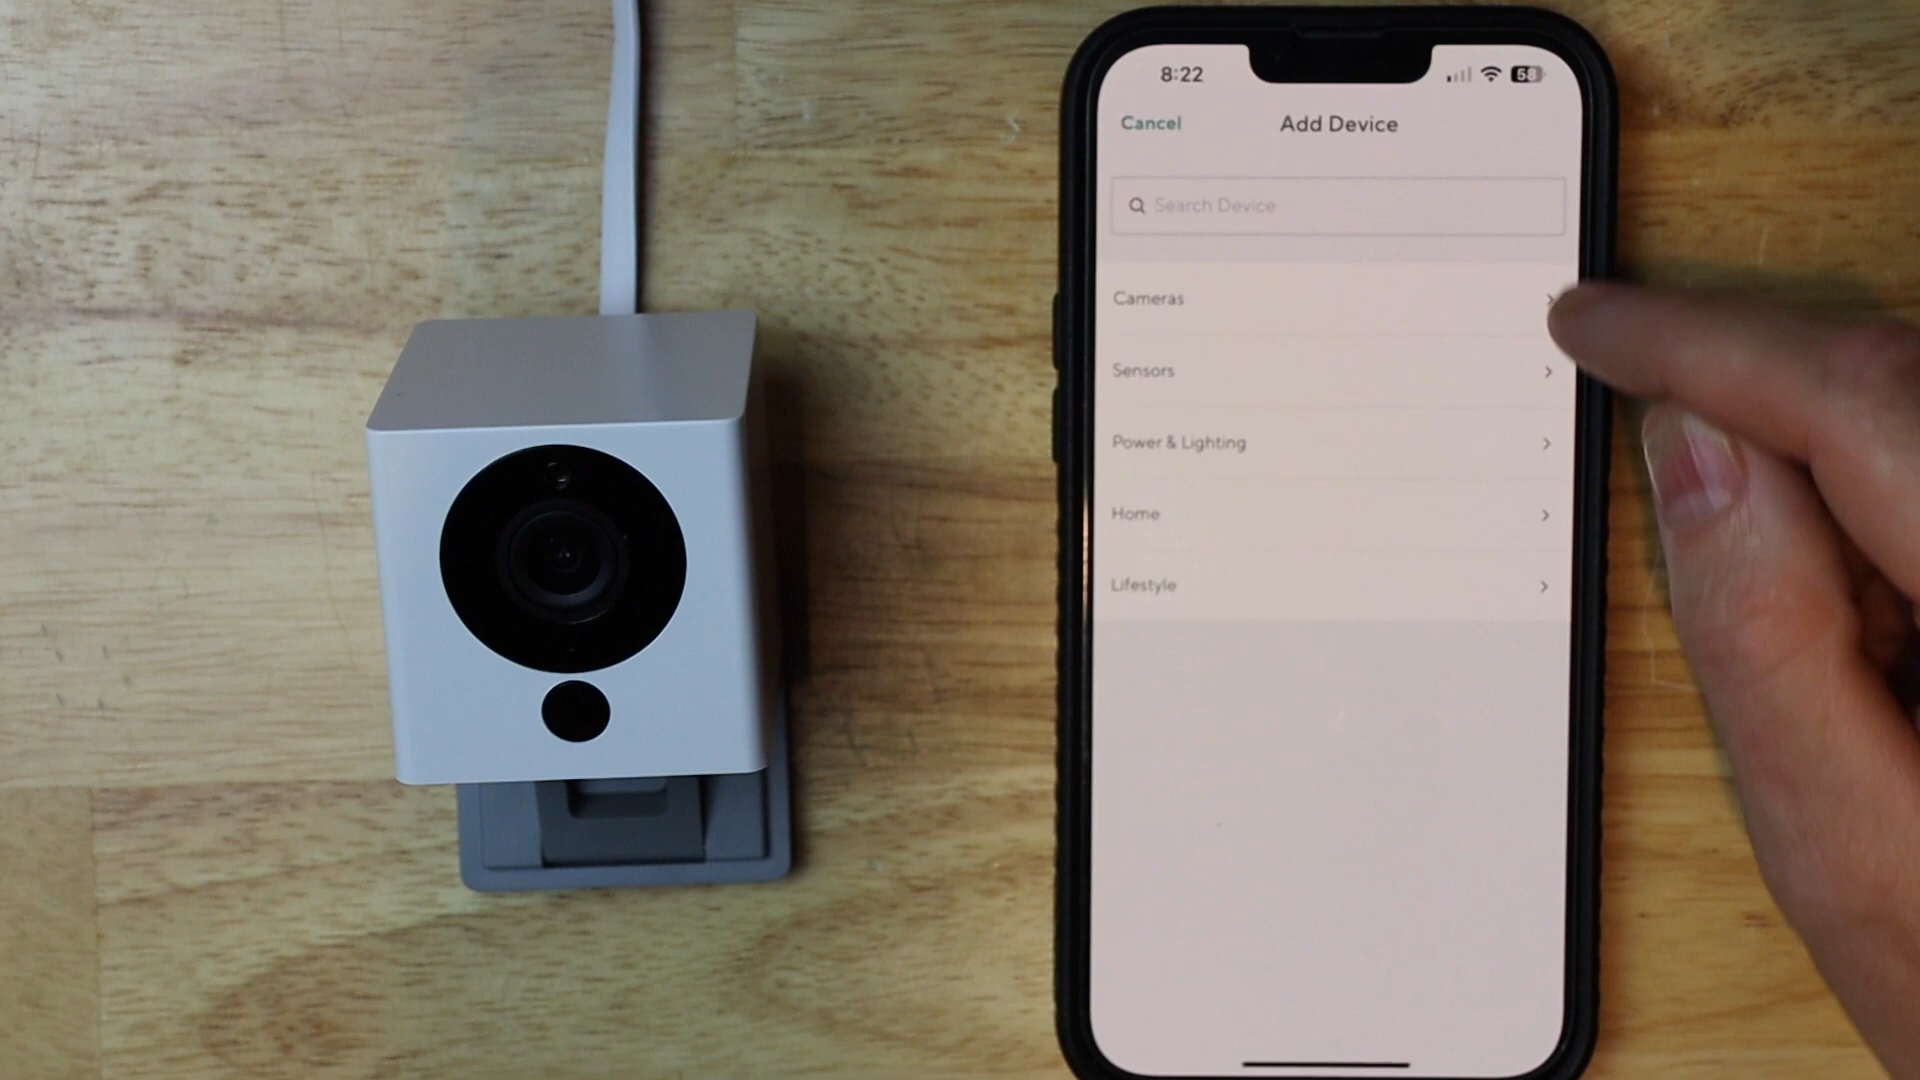 8:22
58
Cancel
Add Device
Search Device
Cameras
Sensors
Power & Lighting
Home
Lifestyle